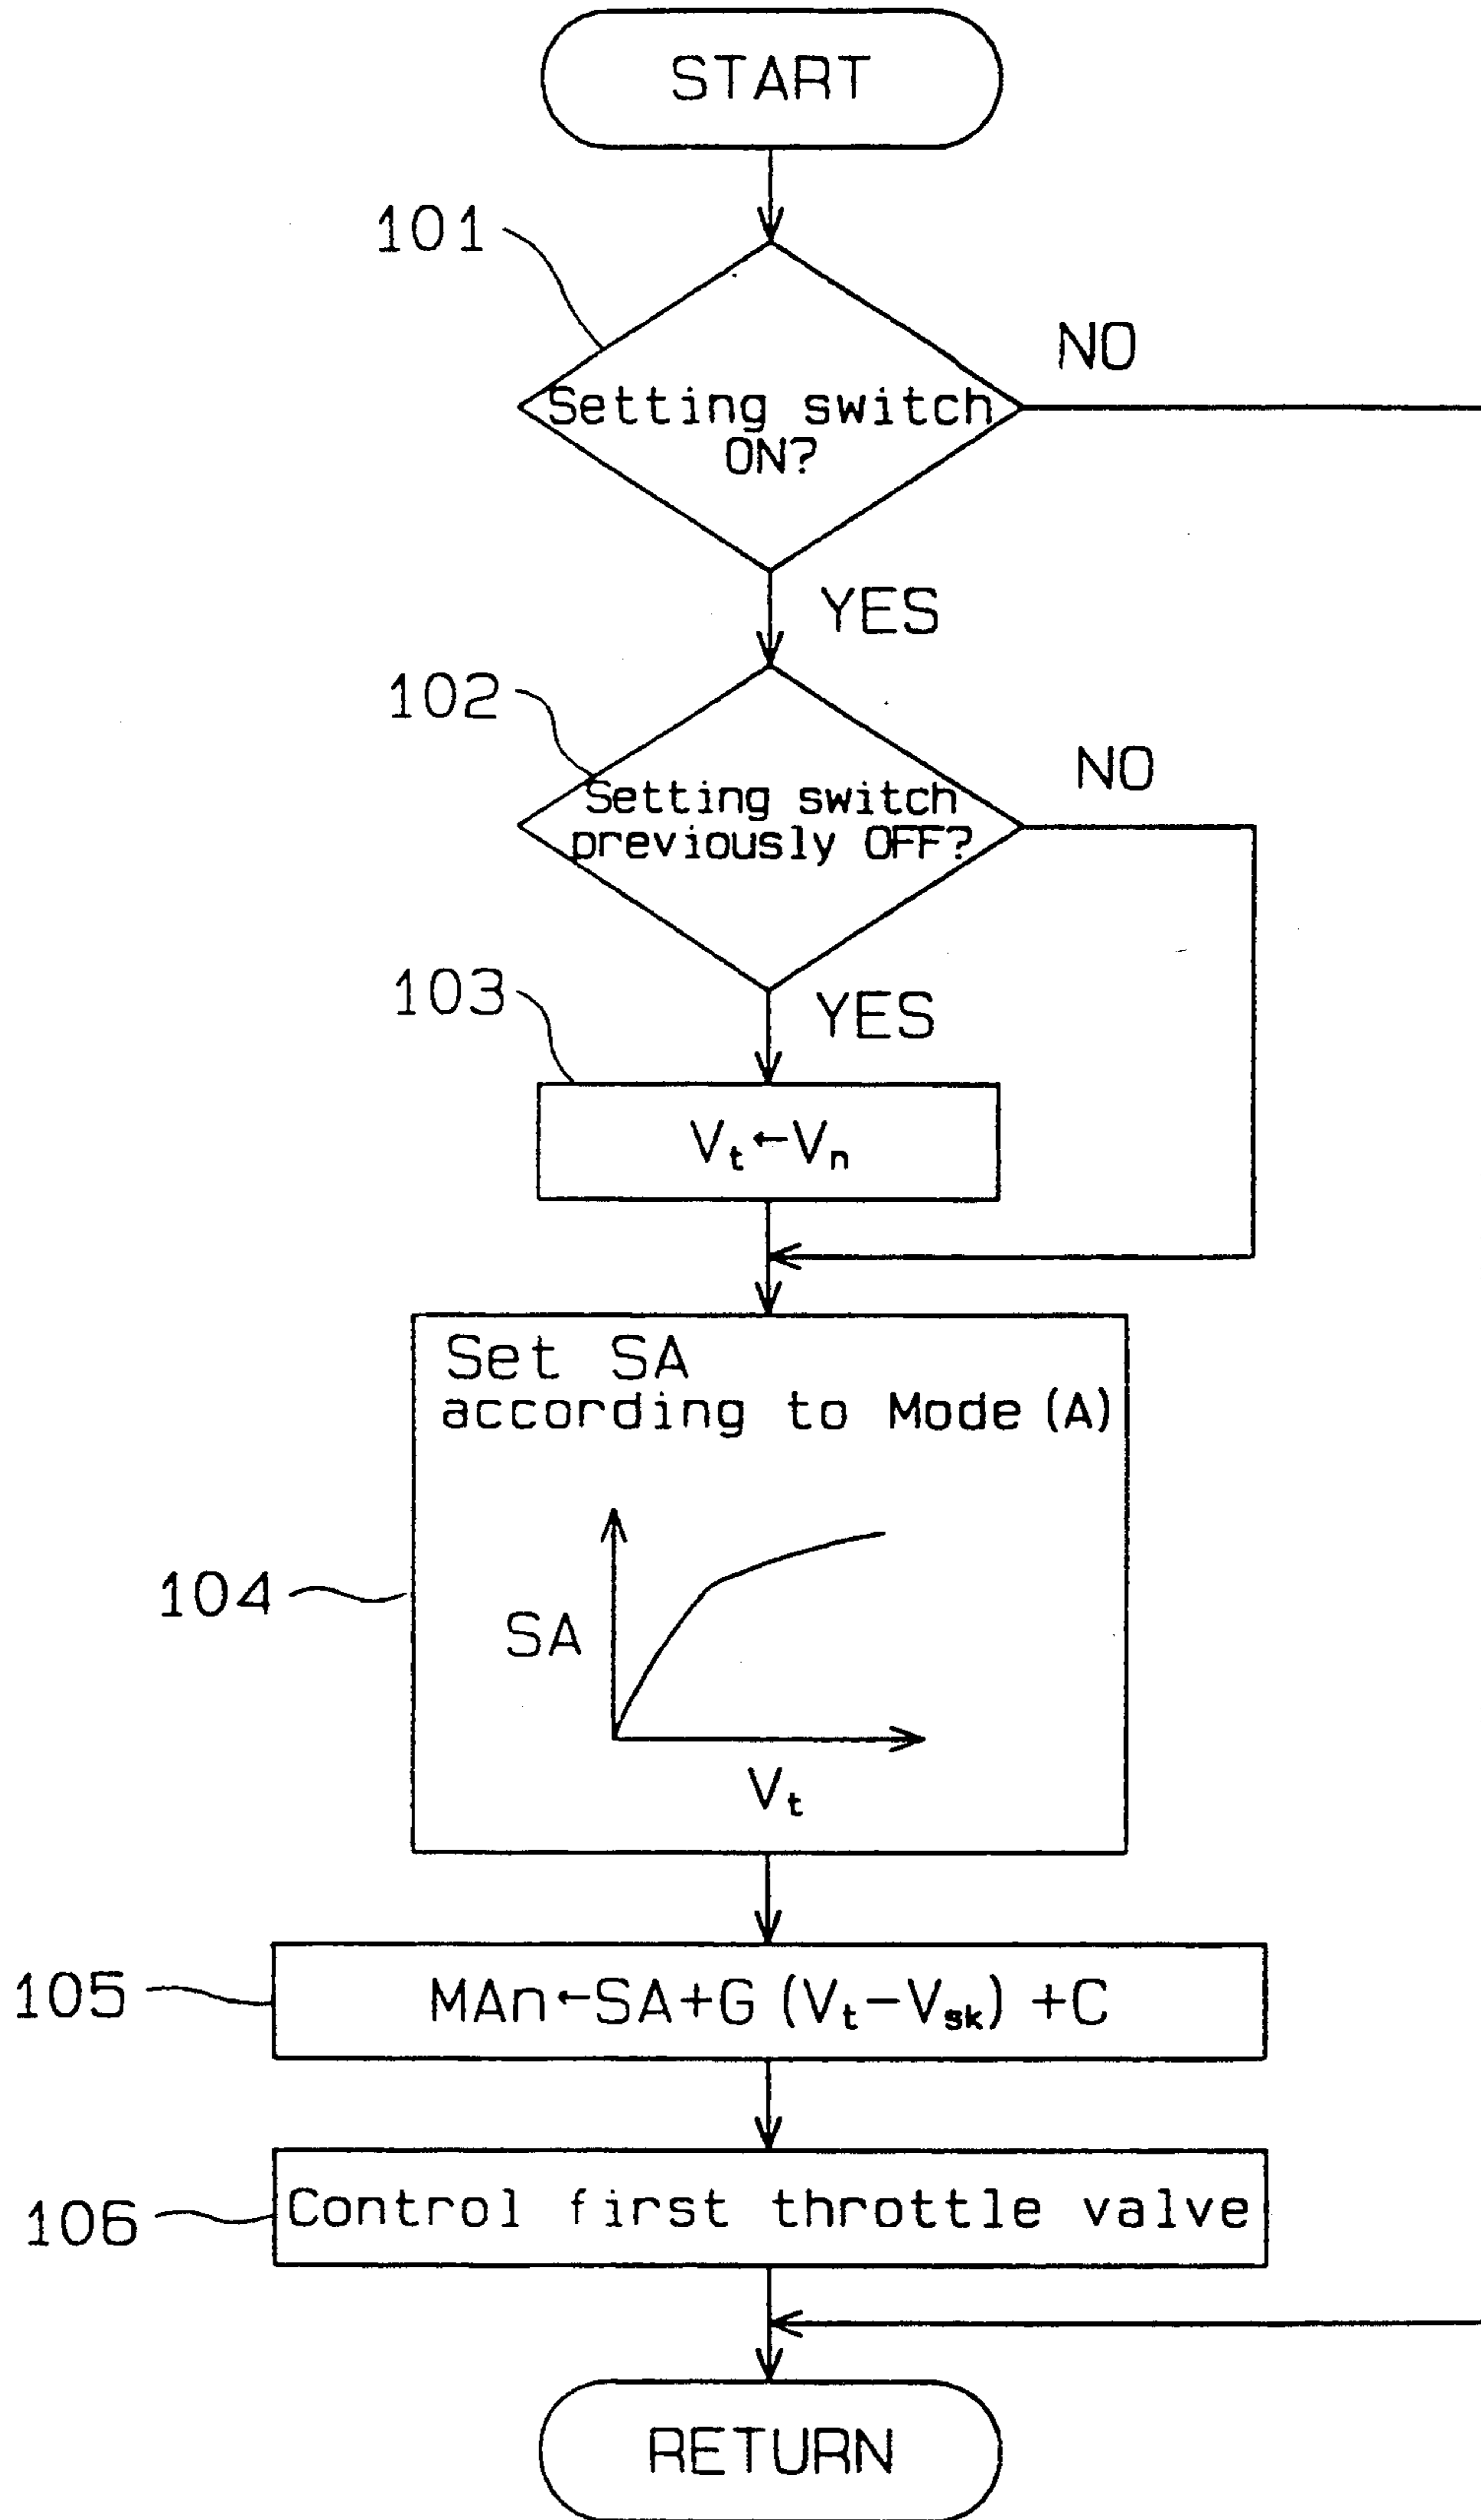 START
101
NO
Setting switch
ON?
YES
102
NO
Setting switch
previously OFF?
103
YES
Vt←Vn
Set SA
according to Mode (A)
104
SA
Vt
105
MAn←SA+G (Vt−Vsk) +C
106
Control first throttle valve
RETURN